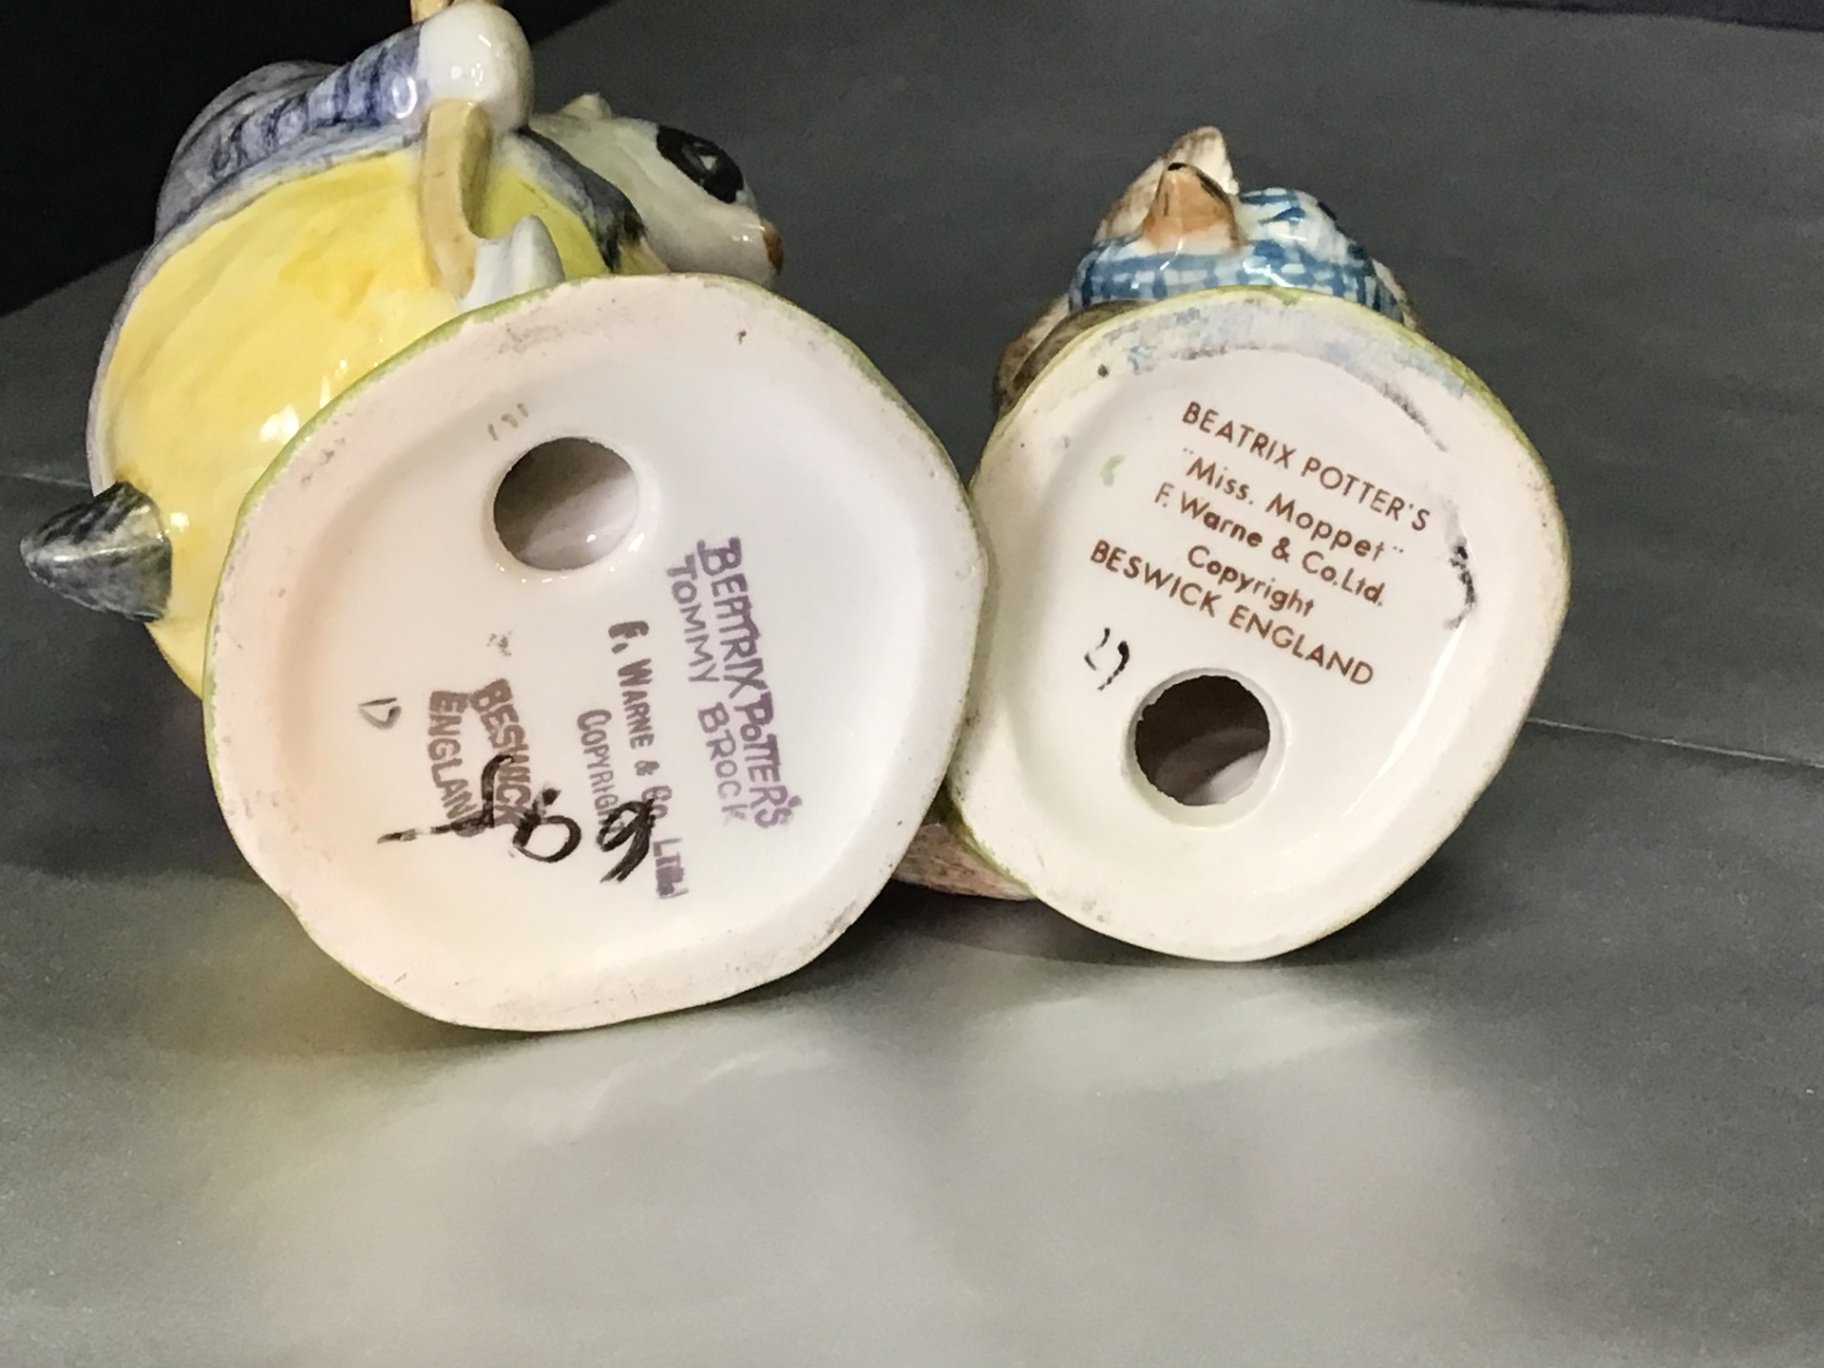 BEATRIX POTTER'S
TOMMY BROCK
F. WARNE & CO. LTD.
COPYRIGHT
BESWICK
ENGLAND
BEATRIX POTTER'S
"Miss. Moppet"
F. Warne & Co.Ltd.
Copyright
BESWICK ENGLAND